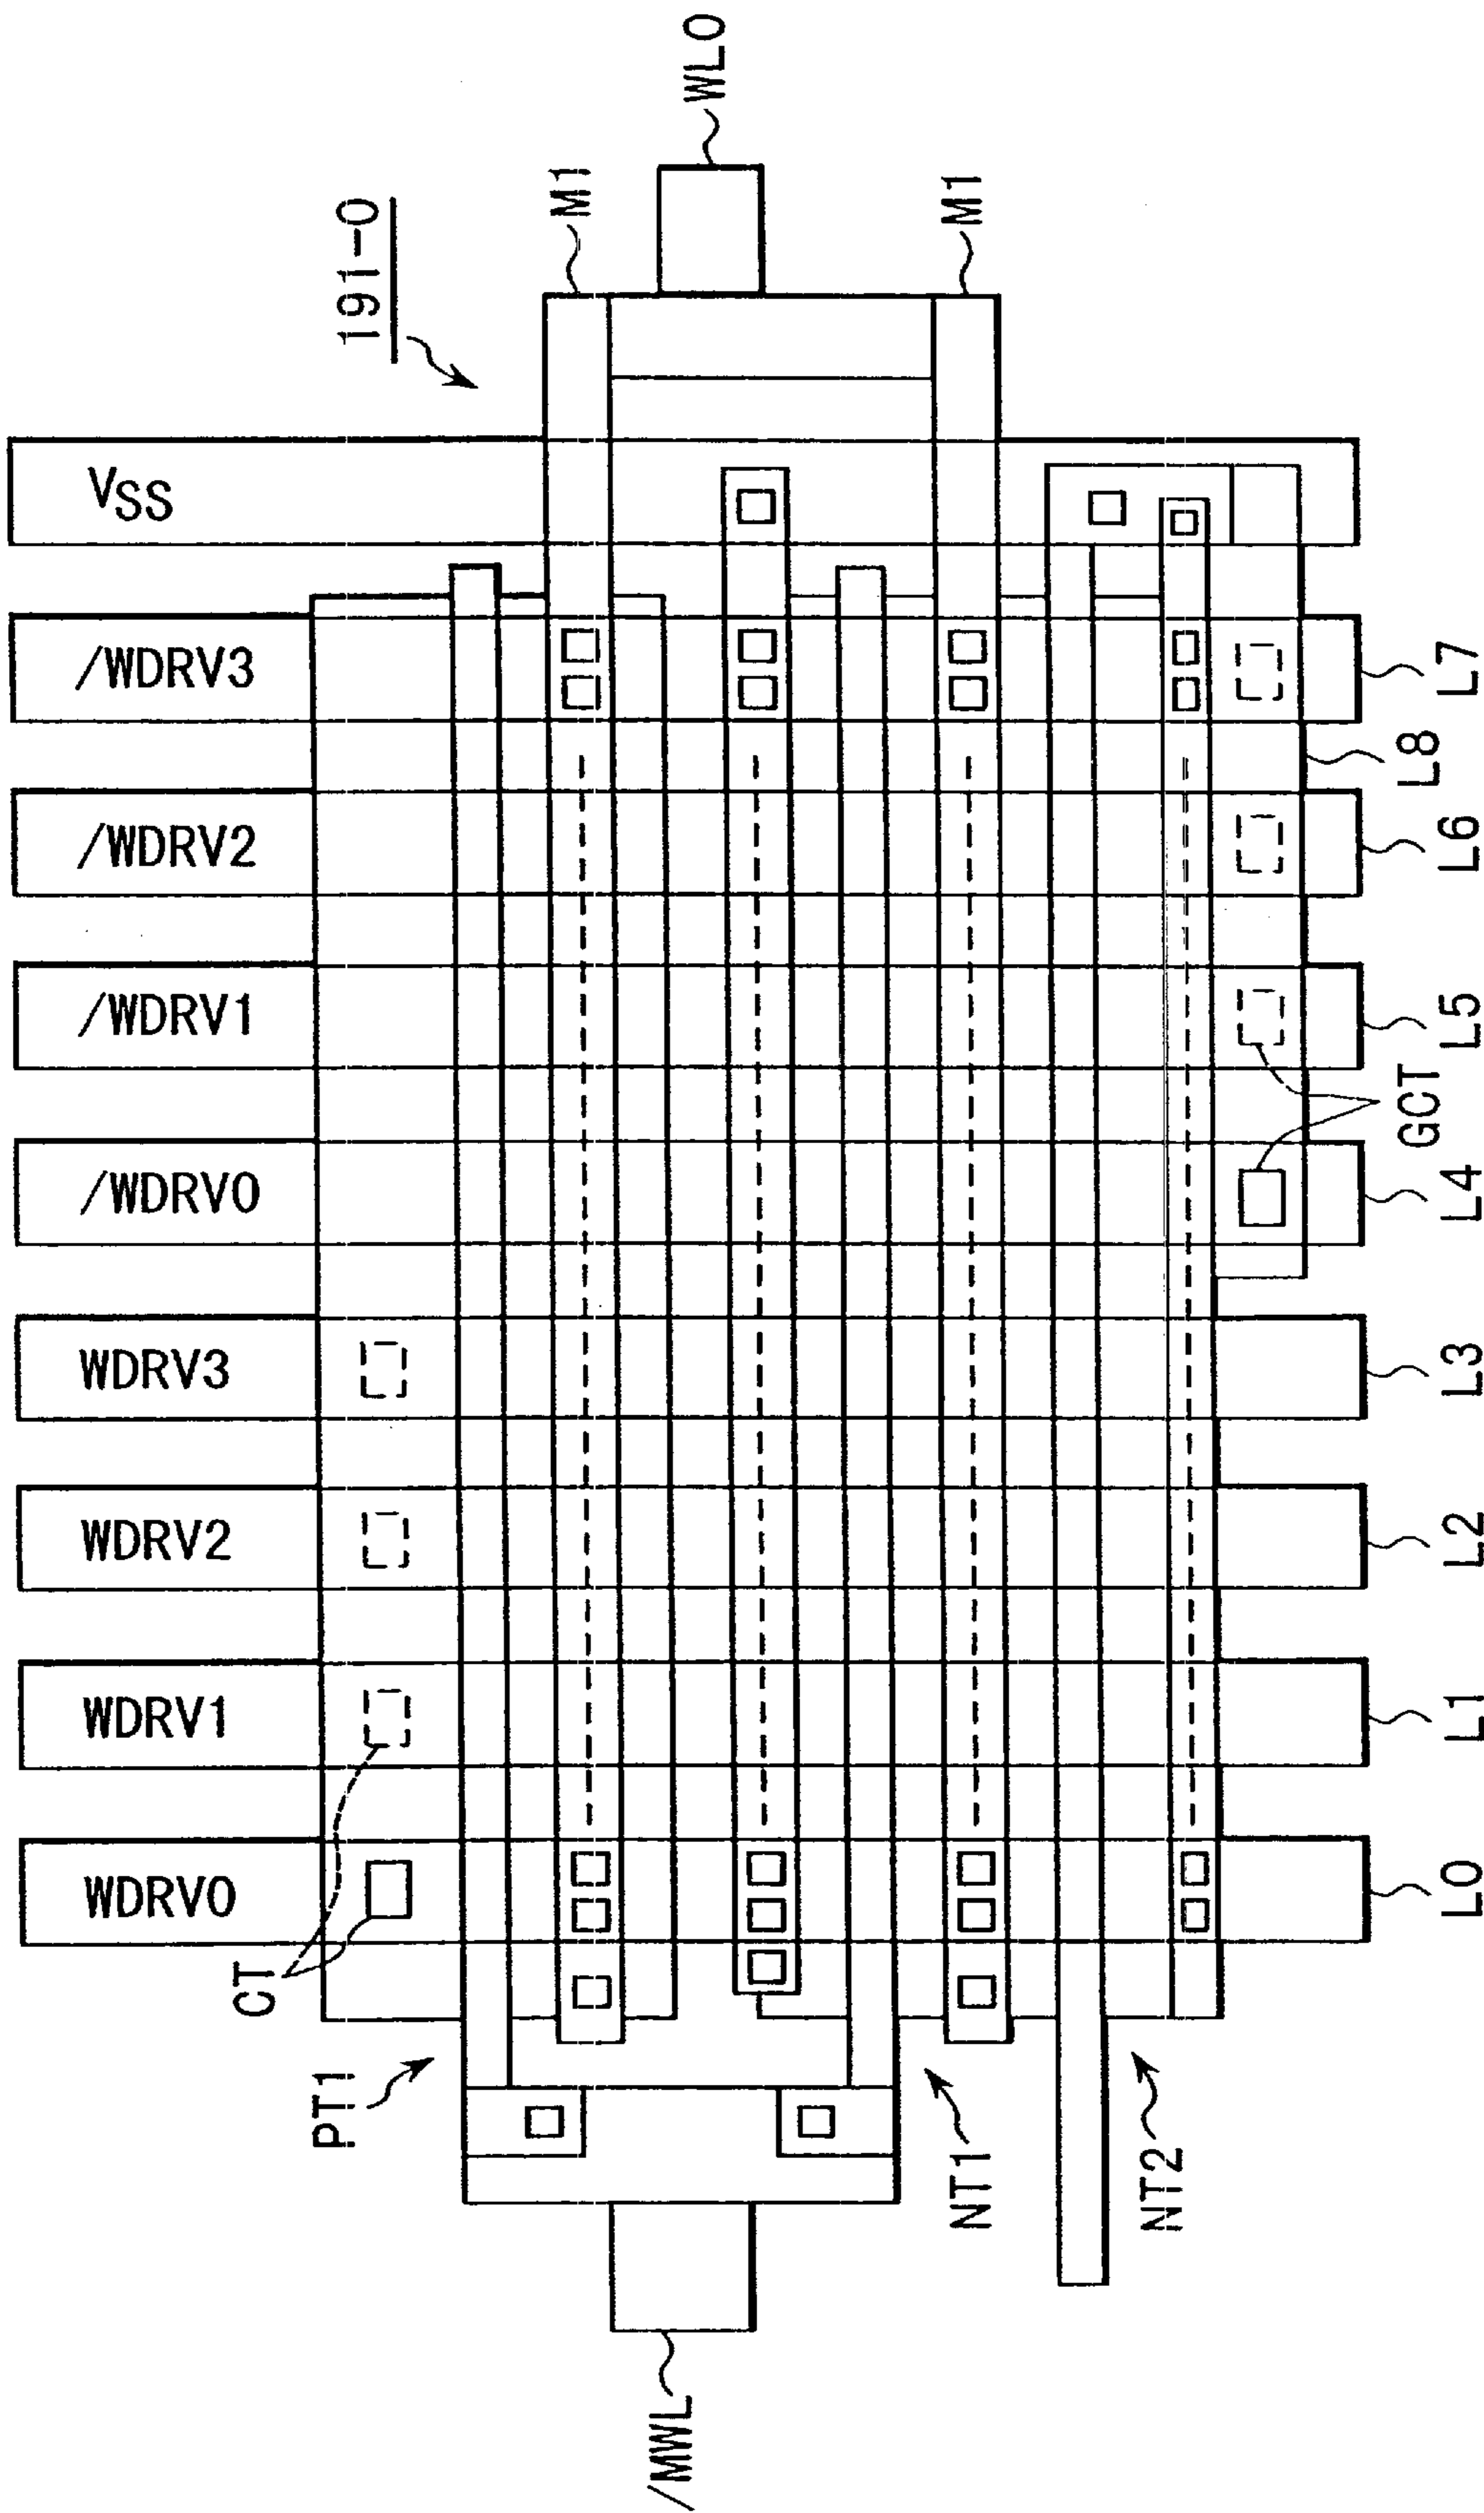 WL0
191-0
M1
M1
VSS
/WDRV3
/WDRV2
/WDRV1
/WDRV0
WDRV3
WDRV2
WDRV1
WDRV0
L7
L8
L6
L5
GCT
L4
L3
L2
L1
L0
CT
PT1
NT1
NT2
/MWL